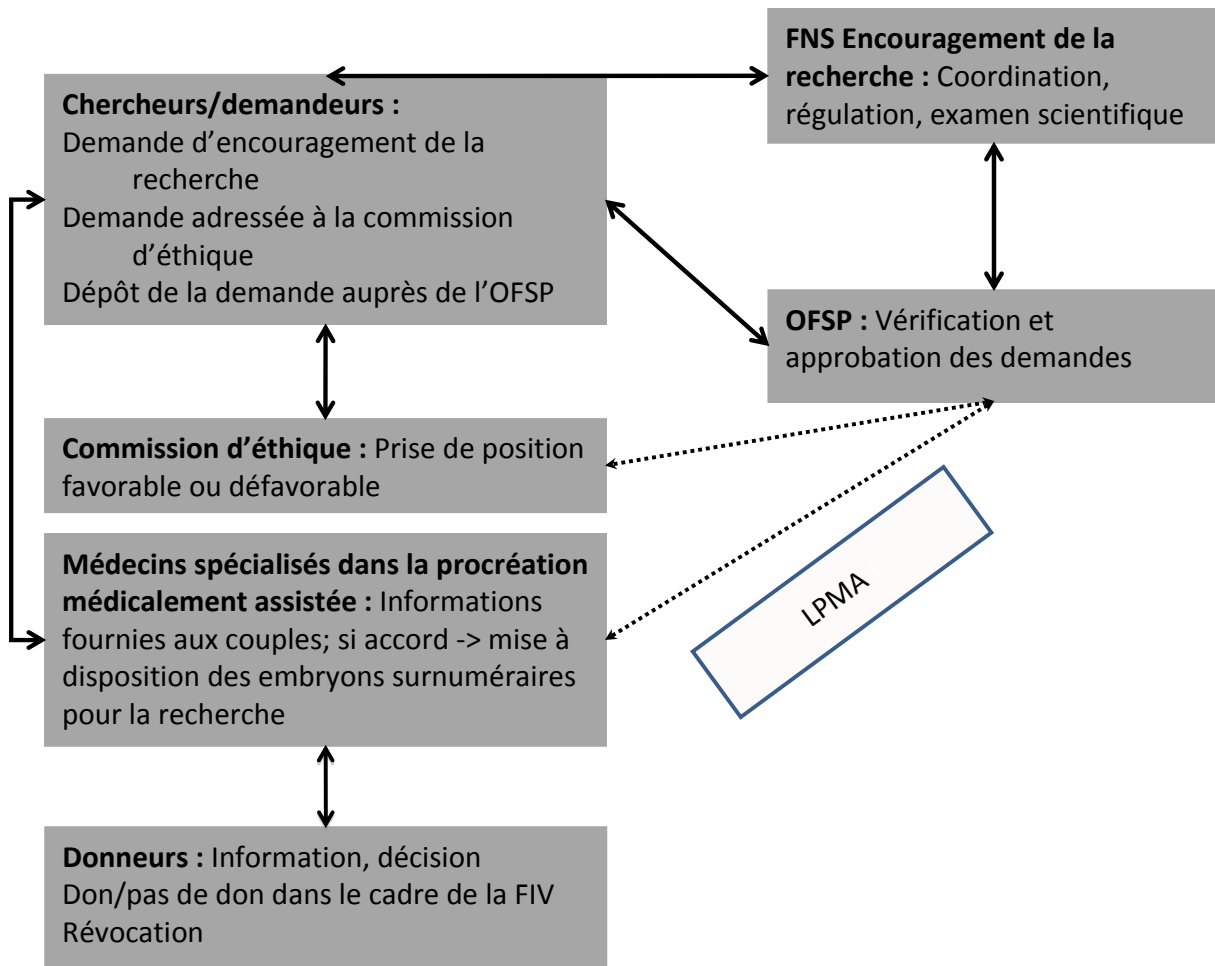 FNS Encouragement de la
recherche : Coordination,
régulation, examen scientifique
Chercheurs/demandeurs :
Demande d’encouragement de la
recherche
Demande adressée à la commission
d’éthique
Dépôt de la demande auprès de l’OFSP
OFSP : Vérification et
approbation des demandes
Commission d’éthique : Prise de position
favorable ou défavorable
Médecins spécialisés dans la procréation
médicalement assistée : Informations
fournies aux couples; si accord -> mise à
disposition des embryons surnuméraires
pour la recherche
LPMA
Donneurs : Information, décision
Don/pas de don dans le cadre de la FIV
Révocation